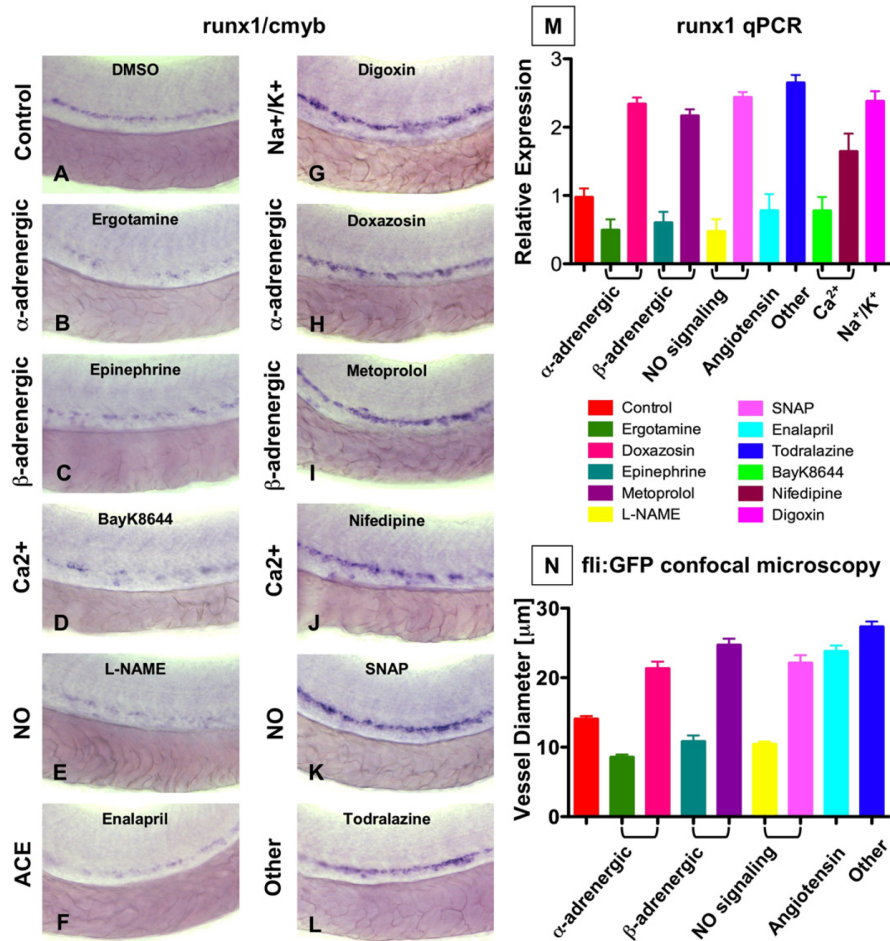 runx1/cmyb
Control
DMSO
A
Na+/K+
Digoxin
G
α-adrenergic
Ergotamine
B
α-adrenergic
Doxazosin
H
β-adrenergic
Epinephrine
C
β-adrenergic
Metoprolol
I
Ca2+
BayK8644
D
Ca2+
Nifedipine
J
NO
L-NAME
E
NO
SNAP
K
ACE
Enalapril
F
Other
Todralazine
L
M runx1 qPCR
Relative Expression
3
2
1
0
α-adrenergic
β-adrenergic
NO signaling
Angiotensin
Other
Ca²⁺
Na⁺/K⁺
Control
Ergotamine
Doxazosin
Epinephrine
Metoprolol
L-NAME
SNAP
Enalapril
Todralazine
BayK8644
Nifedipine
Digoxin
N fli:GFP confocal microscopy
Vessel Diameter [µm]
30
20
10
0
α-adrenergic
β-adrenergic
NO signaling
Angiotensin
Other